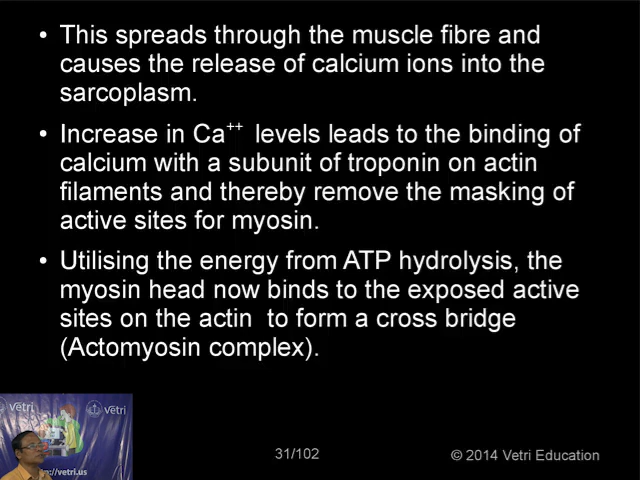 • This spreads through the muscle fibre and
causes the release of calcium ions into the
sarcoplasm.
• Increase in Ca⁺⁺ levels leads to the binding of
calcium with a subunit of troponin on actin
filaments and thereby remove the masking of
active sites for myosin.
• Utilising the energy from ATP hydrolysis, the
myosin head now binds to the exposed active
sites on the actin to form a cross bridge
(Actomyosin complex).
Vetri
Vetri
http://vetri.us
31/102
© 2014 Vetri Education